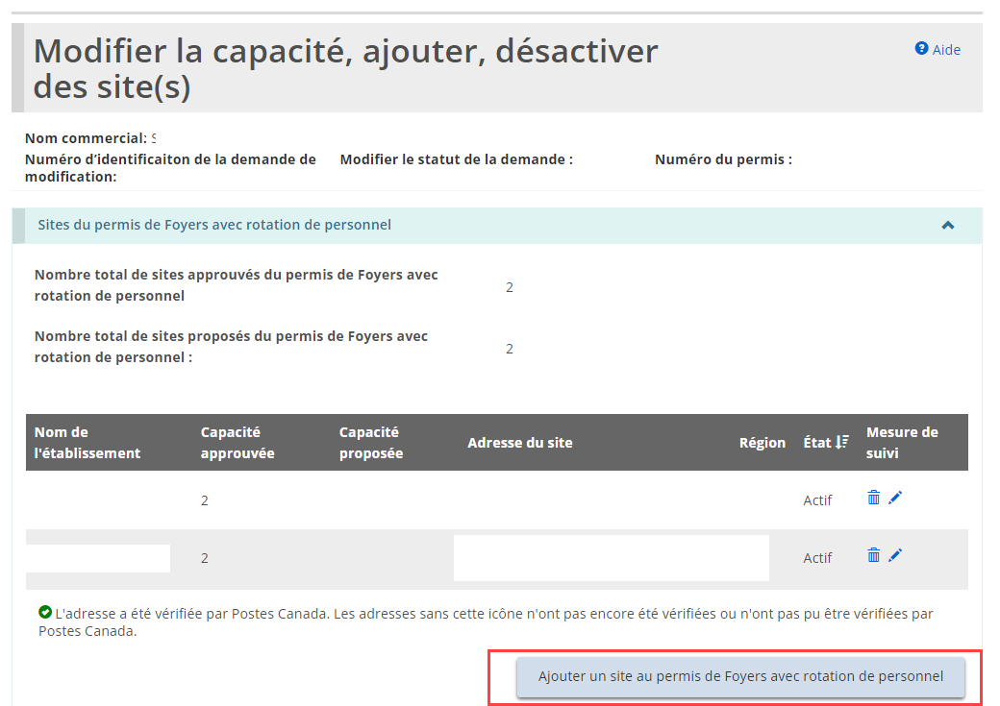 Modifier la capacité, ajouter, désactiver
des site(s)
Aide
Nom commercial: S
Numéro d’identificaiton de la demande de
modification:
Modifier le statut de la demande :
Numéro du permis :
Sites du permis de Foyers avec rotation de personnel
Nombre total de sites approuvés du permis de Foyers avec
rotation de personnel
2
Nombre total de sites proposés du permis de Foyers avec
rotation de personnel :
2
Nom de
l'établissement
Capacité
approuvée
Capacité
proposée
Adresse du site
Région
État
Mesure de
suivi
2
Actif
2
Actif
L'adresse a été vérifiée par Postes Canada. Les adresses sans cette icône n'ont pas encore été vérifiées ou n'ont pas pu être vérifiées par
Postes Canada.
Ajouter un site au permis de Foyers avec rotation de personnel